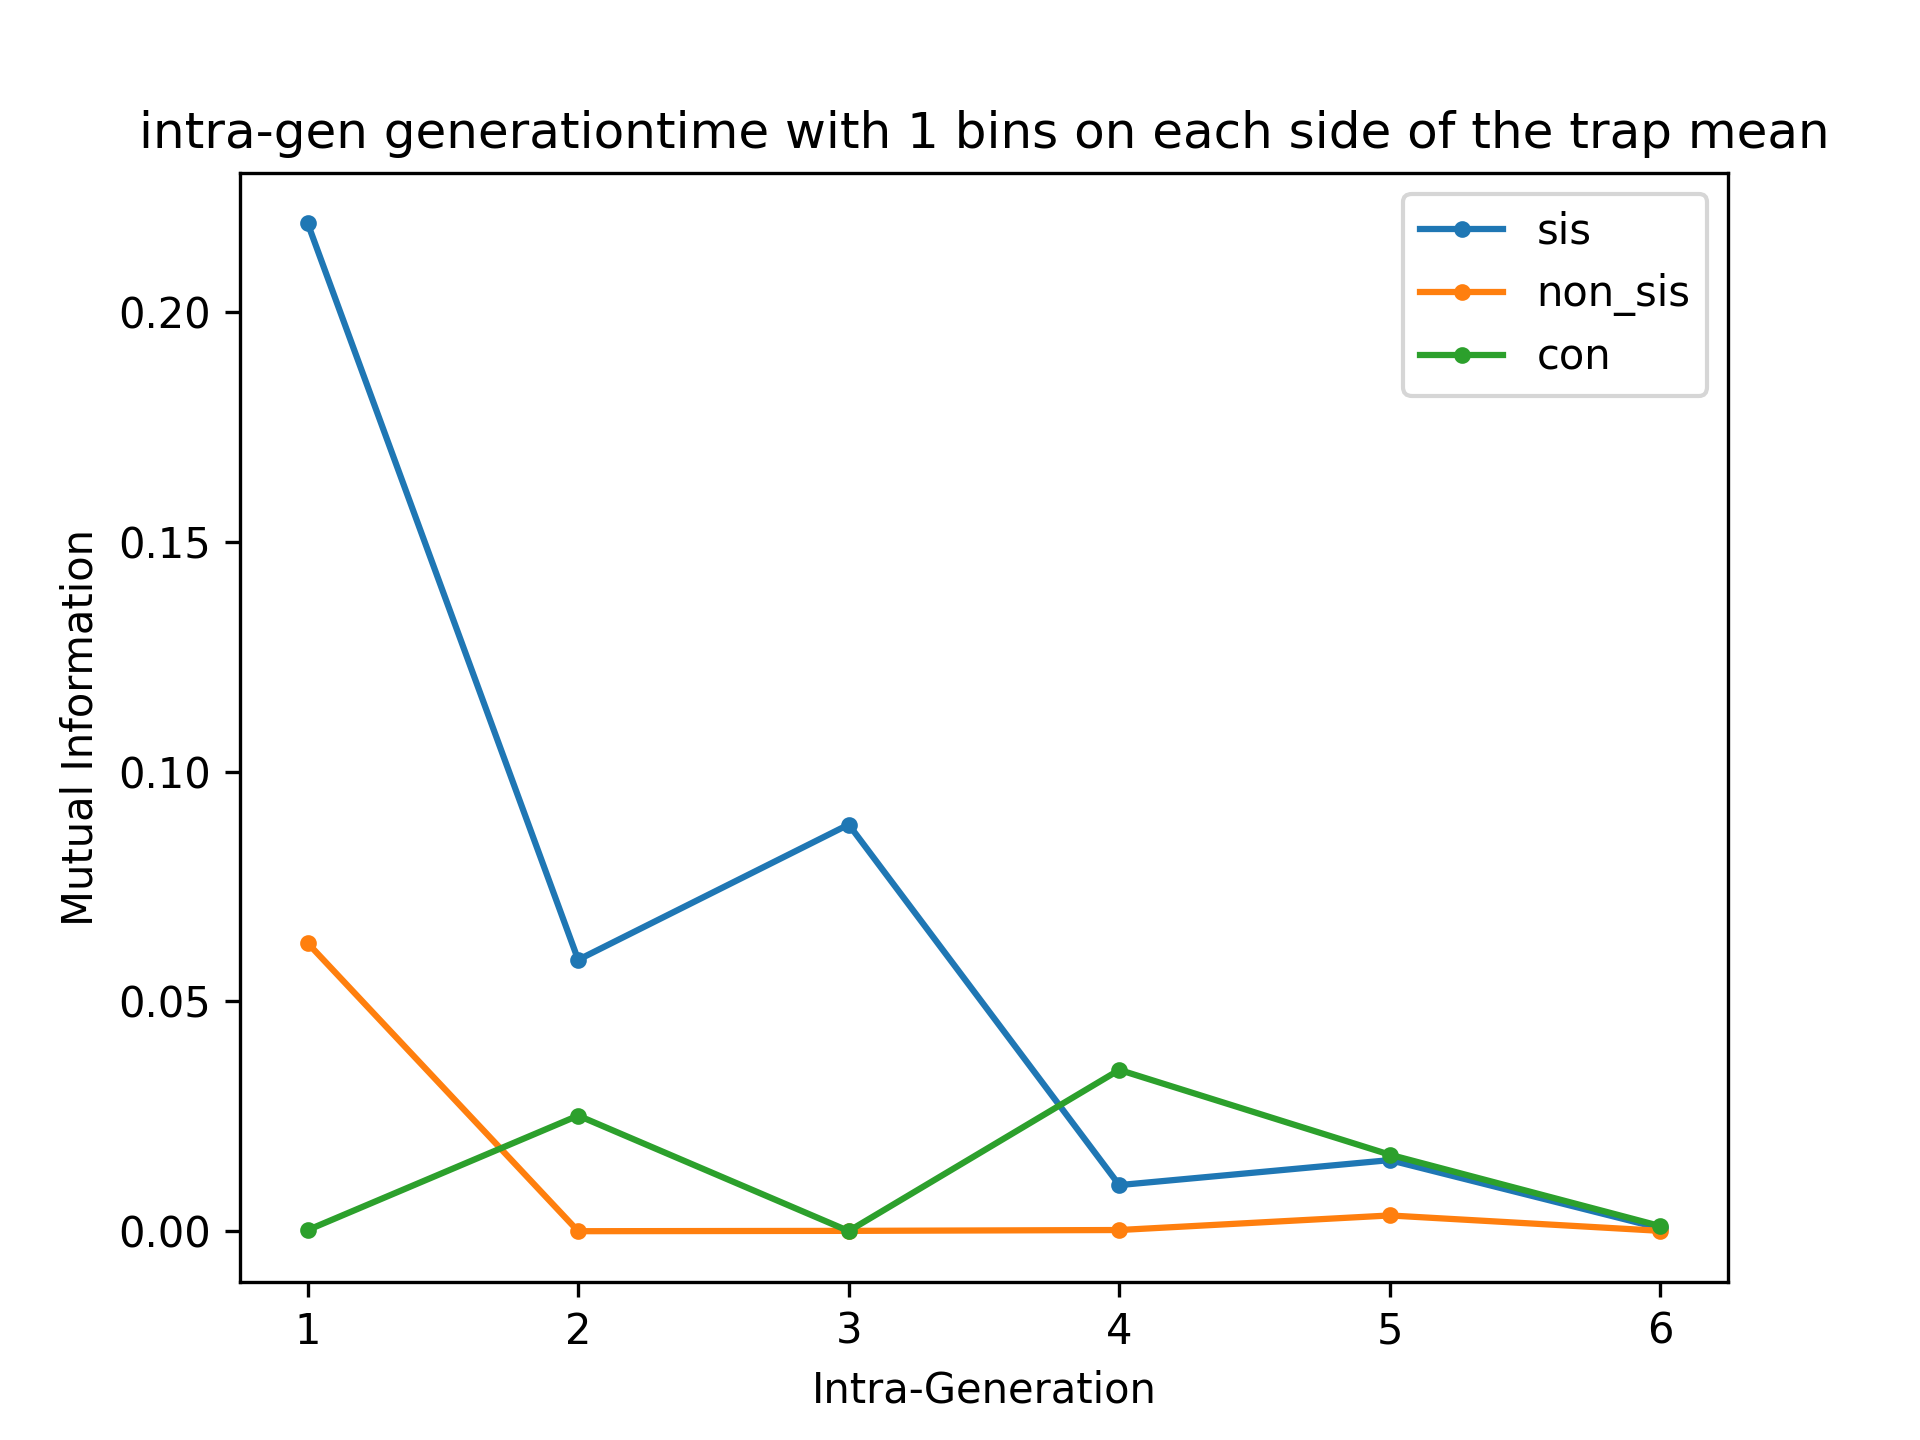 intra-gen generationtime with 1 bins on each side of the trap mean
sis
non_sis
con
0.20
0.15
0.10
0.05
0.00
Mutual Information
1 2 3 4 5 6
Intra-Generation